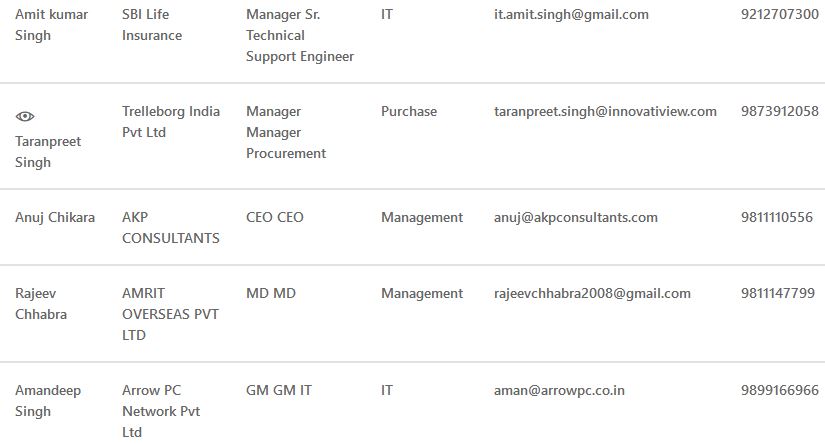 Amit kumar Singh SBI Life Insurance Manager Sr. Technical Support Engineer IT it.amit.singh@gmail.com 9212707300
Taranpreet Singh Trelleborg India Pvt Ltd Manager Manager Procurement Purchase taranpreet.singh@innovatiview.com 9873912058
Anuj Chikara AKP CONSULTANTS CEO CEO Management anuj@akpconsultants.com 9811110556
Rajeev Chhabra AMRIT OVERSEAS PVT LTD MD MD Management rajeevchhabra2008@gmail.com 9811147799
Amandeep Singh Arrow PC Network Pvt Ltd GM GM IT IT aman@arrowpc.co.in 9899166966